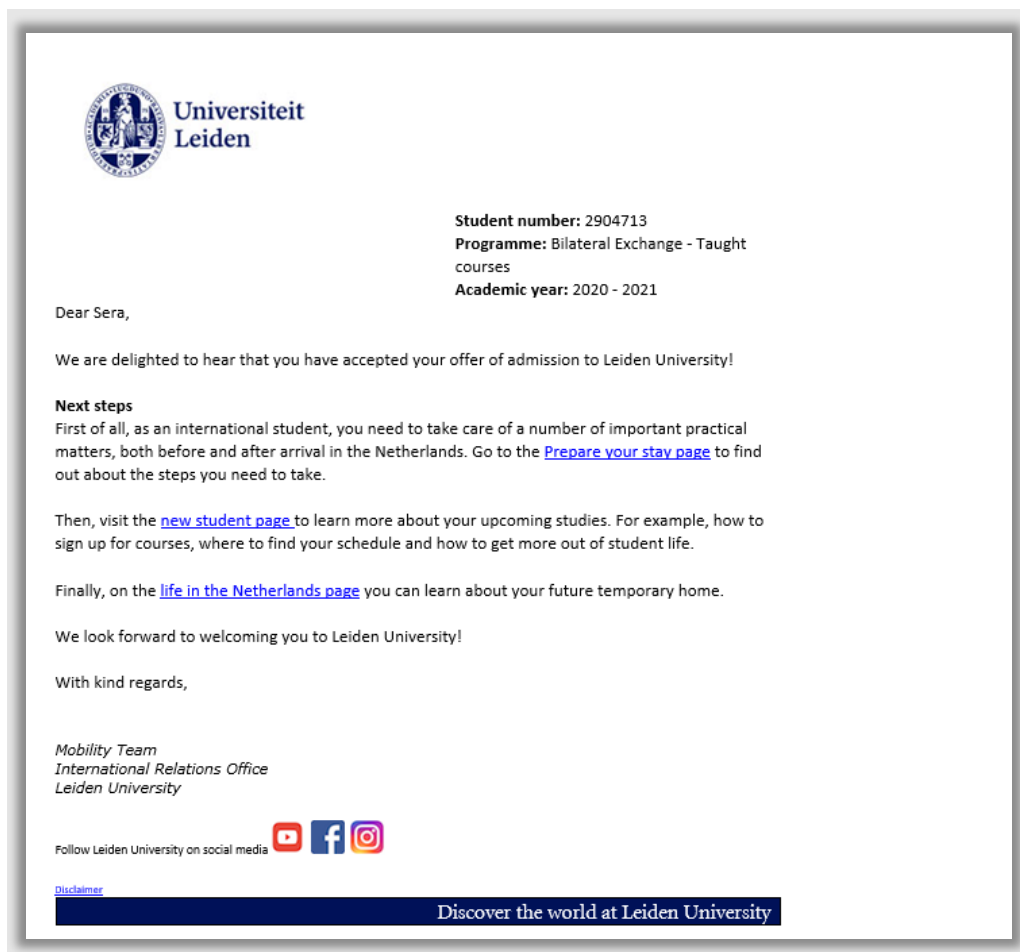 Universiteit
Leiden
Student number: 2904713
Programme: Bilateral Exchange - Taught
courses
Academic year: 2020 - 2021
Dear Sera,
We are delighted to hear that you have accepted your offer of admission to Leiden University!
Next steps
First of all, as an international student, you need to take care of a number of important practical
matters, both before and after arrival in the Netherlands. Go to the Prepare your stay page to find
out about the steps you need to take.
Then, visit the new student page to learn more about your upcoming studies. For example, how to
sign up for courses, where to find your schedule and how to get more out of student life.
Finally, on the life in the Netherlands page you can learn about your future temporary home.
We look forward to welcoming you to Leiden University!
With kind regards,
Mobility Team
International Relations Office
Leiden University
Follow Leiden University on social media
Disclaimer
Discover the world at Leiden University